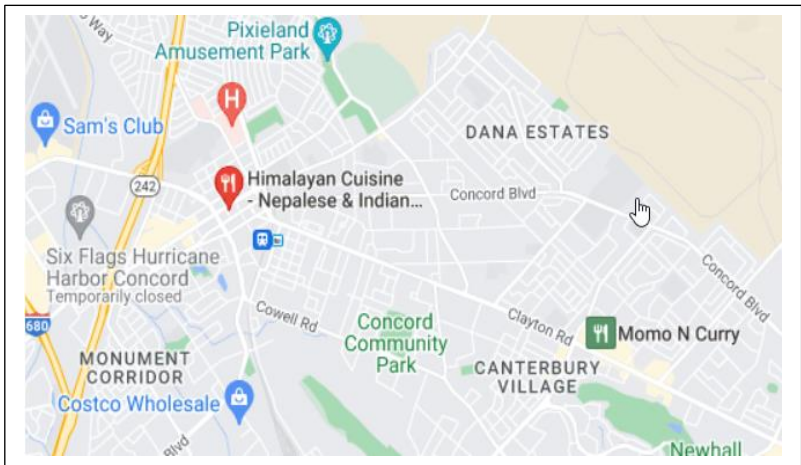 Way
Pixieland
Amusement Park
H
Sam's Club
DANA ESTATES
242
Himalayan Cuisine
- Nepalese & Indian...
Concord Blvd
Six Flags Hurricane
Harbor Concord
Temporarily closed
Concord Blvd
680
Cowell Rd
Concord
Community
Park
Clayton Rd
Momo N Curry
MONUMENT
CORRIDOR
CANTERBURY
VILLAGE
Costco Wholesale
Blvd
Newhall